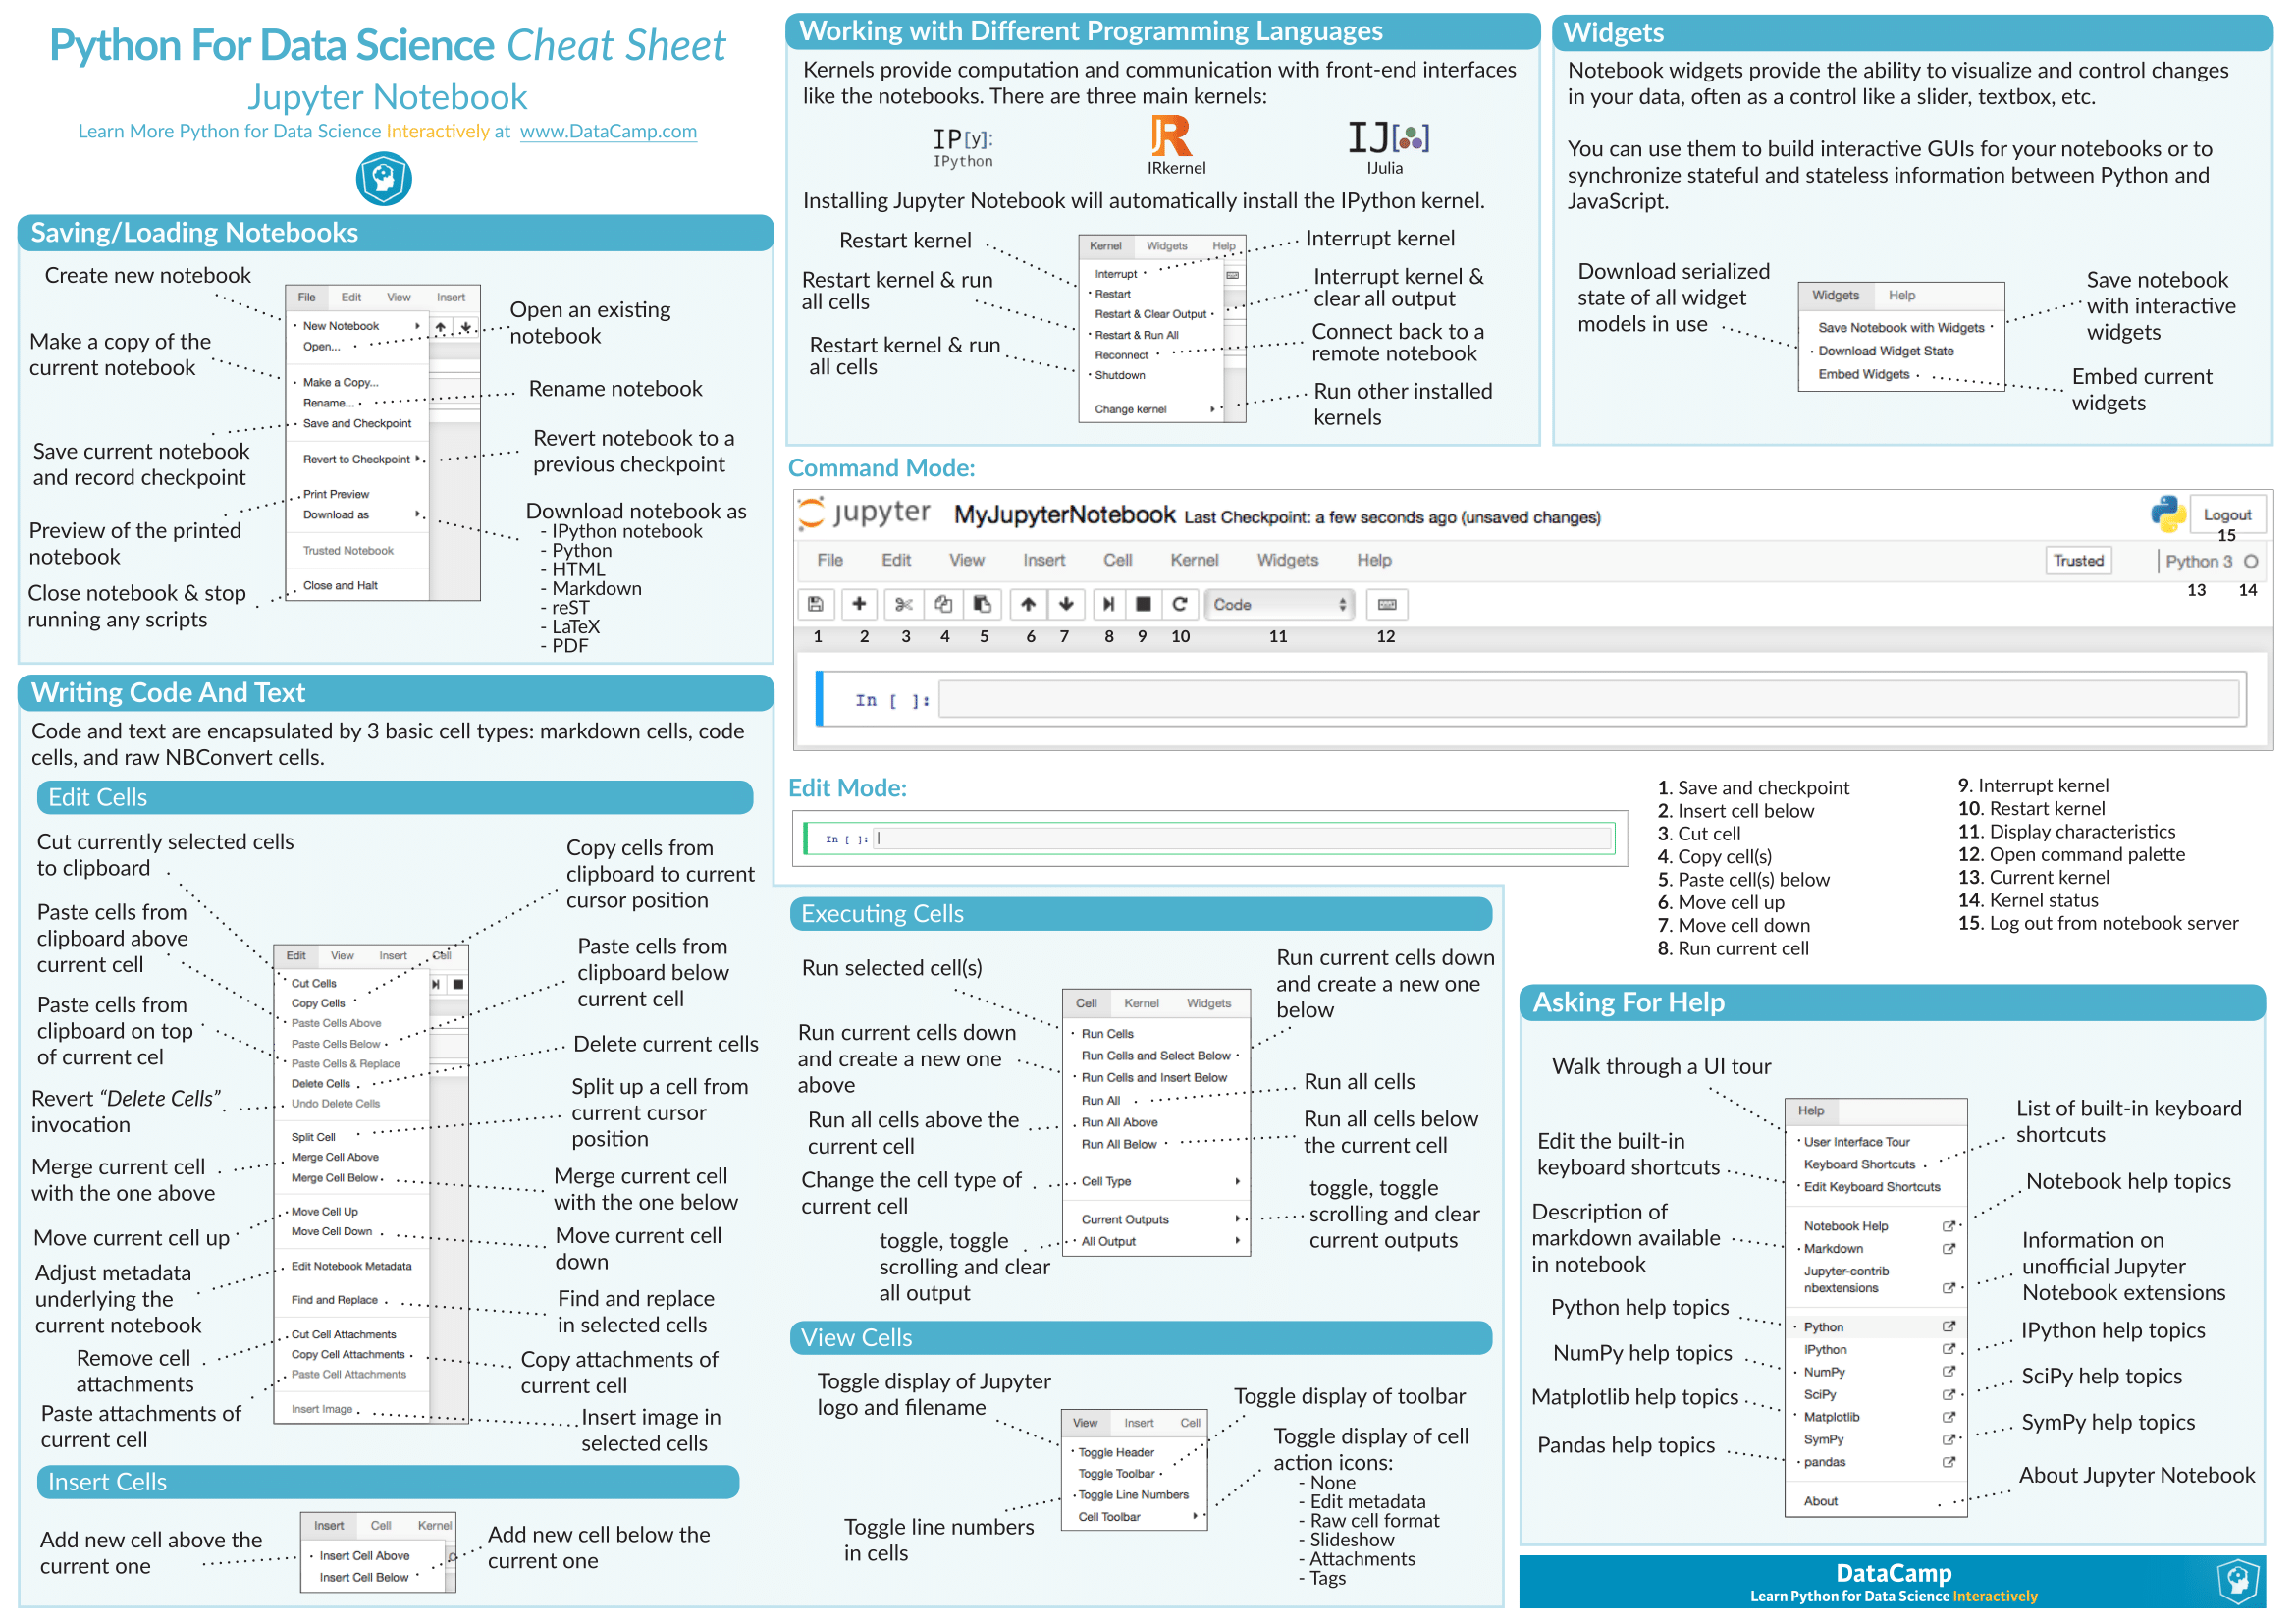 Python For Data Science Cheat Sheet
Jupyter Notebook
Learn More Python for Data Science Interactively at www.DataCamp.com
Saving/Loading Notebooks
Create new notebook
Make a copy of the
current notebook
Save current notebook
and record checkpoint
Preview of the printed
notebook
Close notebook & stop
running any scripts
File Edit View Insert
New Notebook
Open...
Make a Copy...
Rename...
Save and Checkpoint
Revert to Checkpoint
Print Preview
Download as
Trusted Notebook
Close and Halt
Open an existing
notebook
Rename notebook
Revert notebook to a
previous checkpoint
Download notebook as
- IPython notebook
- Python
- HTML
- Markdown
- reST
- LaTeX
- PDF
Writing Code And Text
Code and text are encapsulated by 3 basic cell types: markdown cells, code
cells, and raw NBConvert cells.
Edit Cells
Cut currently selected cells
to clipboard
Paste cells from
clipboard above
current cell
Paste cells from
clipboard on top
of current cel
Revert “Delete Cells”
invocation
Merge current cell
with the one above
Move current cell up
Adjust metadata
underlying the
current notebook
Remove cell
attachments
Paste attachments of
current cell
Edit View Insert Cell
Cut Cells
Copy Cells
Paste Cells Above
Paste Cells Below
Paste Cells & Replace
Delete Cells
Undo Delete Cells
Split Cell
Merge Cell Above
Merge Cell Below
Move Cell Up
Move Cell Down
Edit Notebook Metadata
Find and Replace
Cut Cell Attachments
Copy Cell Attachments
Paste Cell Attachments
Insert Image
Copy cells from
clipboard to current
cursor position
Paste cells from
clipboard below
current cell
Delete current cells
Split up a cell from
current cursor
position
Merge current cell
with the one below
Move current cell
down
Find and replace
in selected cells
Copy attachments of
current cell
Insert image in
selected cells
Insert Cells
Add new cell above the
current one
Insert Cell Kernel
Insert Cell Above
Insert Cell Below
Add new cell below the
current one
Working with Different Programming Languages
Kernels provide computation and communication with front-end interfaces
like the notebooks. There are three main kernels:
IP[y]:
IPython
R
IRkernel
IJ[ ]
IJulia
Installing Jupyter Notebook will automatically install the IPython kernel.
Restart kernel
Restart kernel & run
all cells
Restart kernel & run
all cells
Kernel Widgets Help
Interrupt
Restart
Restart & Clear Output
Restart & Run All
Reconnect
Shutdown
Change kernel
Interrupt kernel
Interrupt kernel &
clear all output
Connect back to a
remote notebook
Run other installed
kernels
Widgets
Notebook widgets provide the ability to visualize and control changes
in your data, often as a control like a slider, textbox, etc.
You can use them to build interactive GUIs for your notebooks or to
synchronize stateful and stateless information between Python and
JavaScript.
Download serialized
state of all widget
models in use
Widgets Help
Save Notebook with Widgets
Download Widget State
Embed Widgets
Save notebook
with interactive
widgets
Embed current
widgets
Command Mode:
jupyter MyJupyterNotebook Last Checkpoint: a few seconds ago (unsaved changes) Logout
15
File Edit View Insert Cell Kernel Widgets Help Trusted Python 3
13 14
Code
1 2 3 4 5 6 7 8 9 10 11 12
In [ ]:
Edit Mode:
In [ ]:
1. Save and checkpoint
2. Insert cell below
3. Cut cell
4. Copy cell(s)
5. Paste cell(s) below
6. Move cell up
7. Move cell down
8. Run current cell
9. Interrupt kernel
10. Restart kernel
11. Display characteristics
12. Open command palette
13. Current kernel
14. Kernel status
15. Log out from notebook server
Executing Cells
Run selected cell(s)
Run current cells down
and create a new one
above
Run all cells above the
current cell
Change the cell type of
current cell
toggle, toggle
scrolling and clear
all output
Cell Kernel Widgets
Run Cells
Run Cells and Select Below
Run Cells and Insert Below
Run All
Run All Above
Run All Below
Cell Type
Current Outputs
All Output
Run current cells down
and create a new one
below
Run all cells
Run all cells below
the current cell
toggle, toggle
scrolling and clear
current outputs
View Cells
Toggle display of Jupyter
logo and filename
Toggle line numbers
in cells
View Insert Cell
Toggle Header
Toggle Toolbar
Toggle Line Numbers
Cell Toolbar
Toggle display of toolbar
Toggle display of cell
action icons:
- None
- Edit metadata
- Raw cell format
- Slideshow
- Attachments
- Tags
Asking For Help
Walk through a UI tour
Edit the built-in
keyboard shortcuts
Description of
markdown available
in notebook
Python help topics
NumPy help topics
Matplotlib help topics
Pandas help topics
Help
User Interface Tour
Keyboard Shortcuts
Edit Keyboard Shortcuts
Notebook Help
Markdown
Jupyter-contrib
nbextensions
Python
IPython
NumPy
SciPy
Matplotlib
SymPy
pandas
About
List of built-in keyboard
shortcuts
Notebook help topics
Information on
unofficial Jupyter
Notebook extensions
IPython help topics
SciPy help topics
SymPy help topics
About Jupyter Notebook
DataCamp
Learn Python for Data Science Interactively